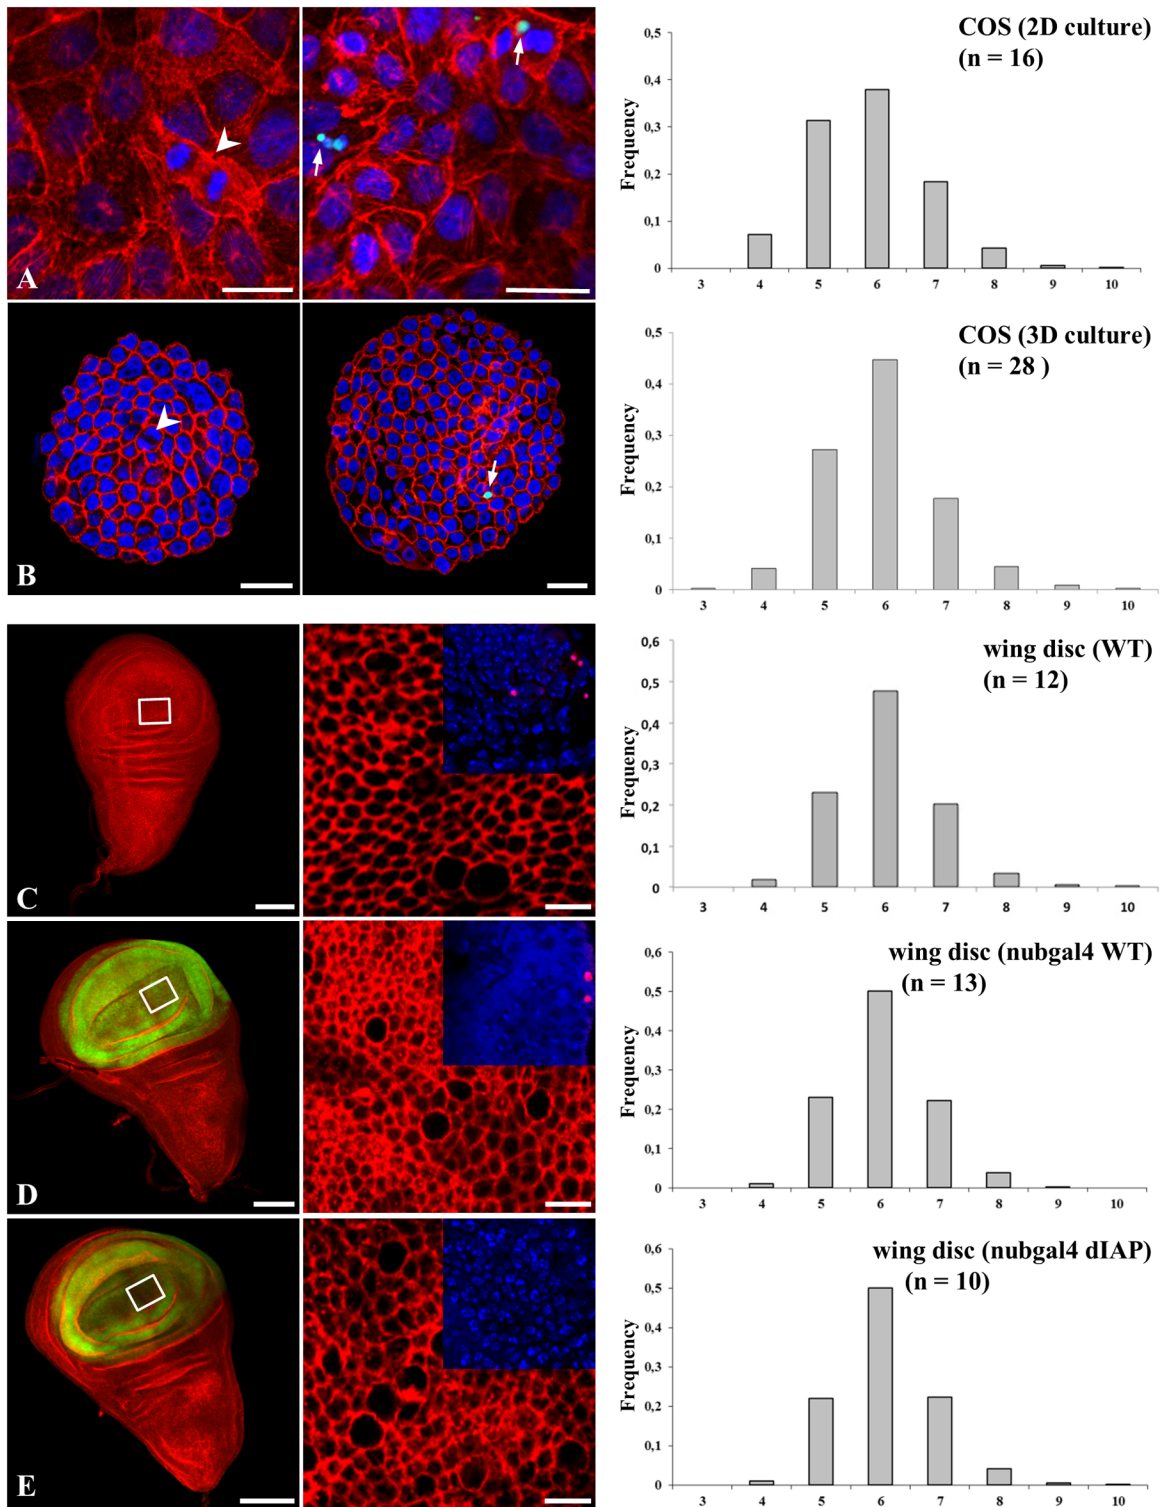 A
COS (2D culture)
(n = 16)
Frequency
0,5
0,4
0,3
0,2
0,1
0
3 4 5 6 7 8 9 10
B
COS (3D culture)
(n = 28 )
Frequency
0,5
0,4
0,3
0,2
0,1
0
3 4 5 6 7 8 9 10
C
wing disc (WT)
(n = 12)
Frequency
0,6
0,5
0,4
0,3
0,2
0,1
0
3 4 5 6 7 8 9 10
D
wing disc (nubgal4 WT)
(n = 13)
Frequency
0,6
0,5
0,4
0,3
0,2
0,1
0
3 4 5 6 7 8 9 10
E
wing disc (nubgal4 dIAP)
(n = 10)
Frequency
0,6
0,5
0,4
0,3
0,2
0,1
0
3 4 5 6 7 8 9 10